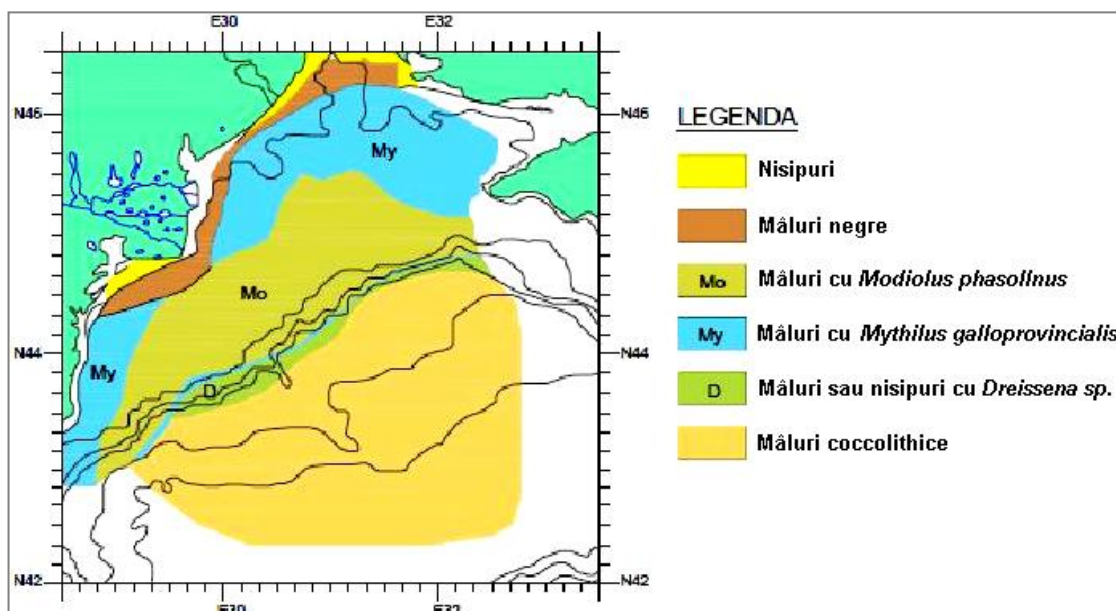 E30 E32
N46 N46
My
Mo
N44 N44
My
D
N42 N42
E30 E32
LEGENDA
Nisipuri
Mâluri negre
Mo Mâluri cu Modiolus phasolinus
My Mâluri cu Mythilus galloprovincialis
D Mâluri sau nisipuri cu Dreissena sp.
Mâluri coccolithice